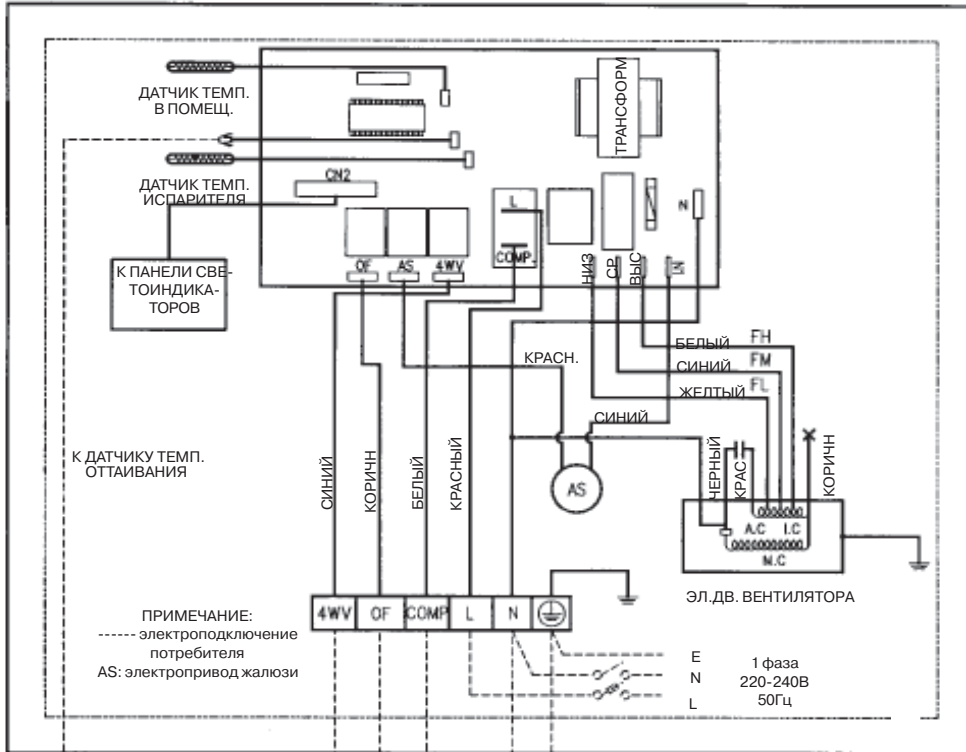 ДАТЧИК ТЕМП.
В ПОМЕЩ.
ТРАНСФОРМ
ДАТЧИК ТЕМП.
ИСПАРИТЕЛЯ
CN2
L
COMP.
N
OF
AS
4WV
НИЗ
СР
ВЫС
N
К ПАНЕЛИ СВЕ-
ТОИНДИКА-
ТОРОВ
БЕЛЫЙ FH
СИНИЙ FM
ЖЕЛТЫЙ FL
КРАСН.
СИНИЙ
К ДАТЧИКУ ТЕМП.
ОТТАИВАНИЯ
СИНИЙ
КОРИЧН
БЕЛЫЙ
КРАСНЫЙ
AS
ЧЕРНЫЙ
КРАС
КОРИЧН
A.C I.C
M.C
ЭЛ.ДВ. ВЕНТИЛЯТОРА
4WV OF COMP L N
ПРИМЕЧАНИЕ:
----- электроподключение
потребителя
AS: электропривод жалюзи
E
N
L
1 фаза
220-240В
50Гц